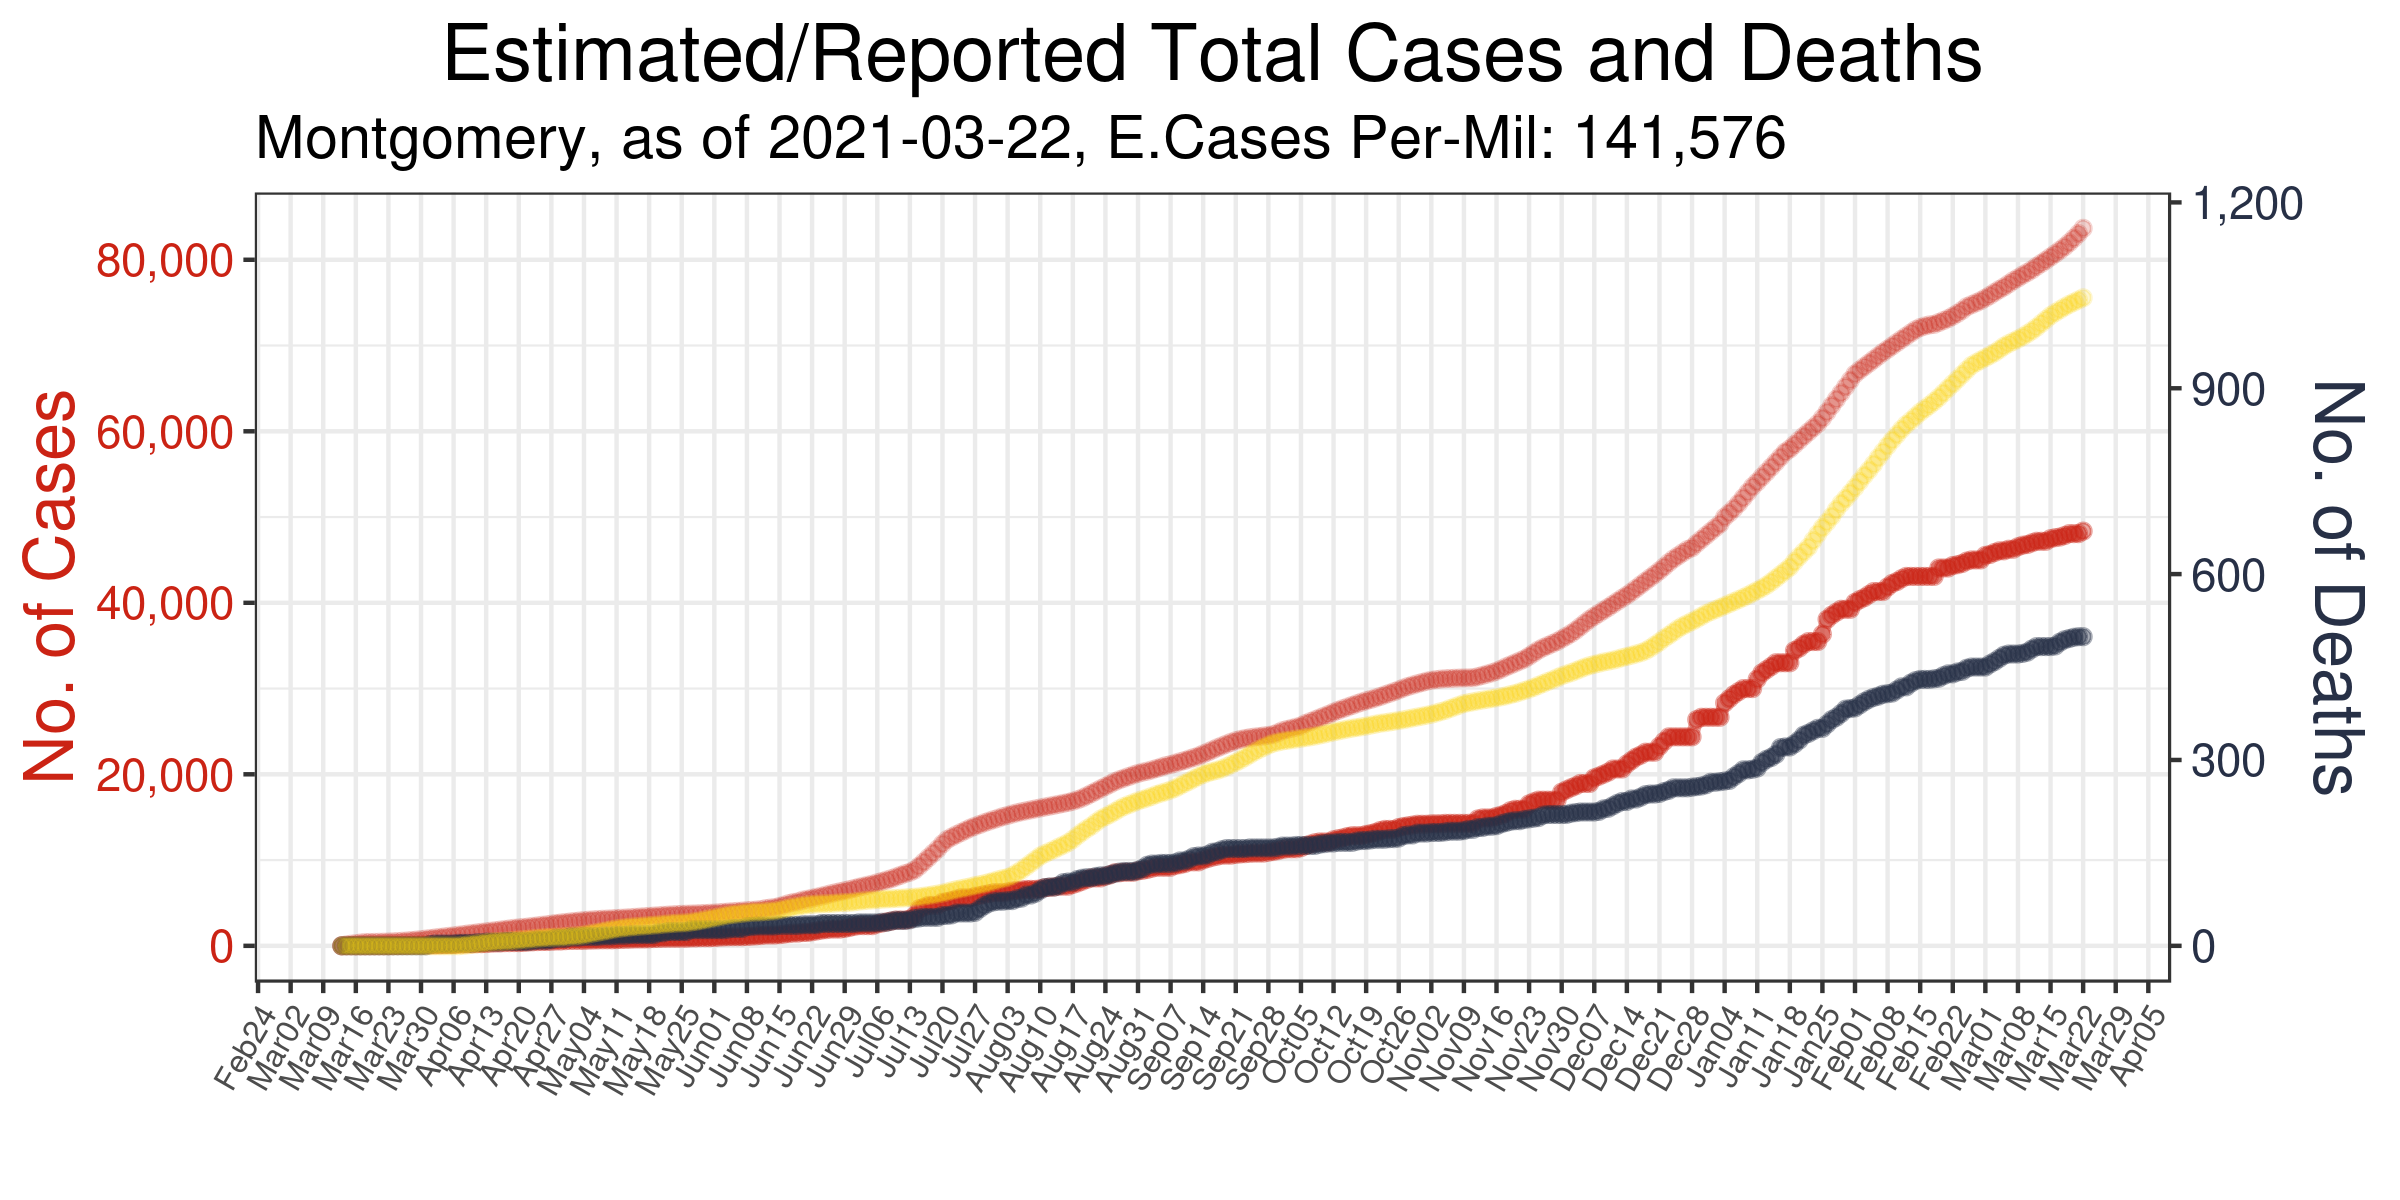 Estimated/Reported Total Cases and Deaths
Montgomery, as of 2021-03-22, E.Cases Per-Mil: 141,576
No. of Cases
80,000
60,000
40,000
20,000
0
1,200
900
600
300
0
No. of Deaths
Feb24
Mar02
Mar09
Mar16
Mar23
Mar30
Apr06
Apr13
Apr20
Apr27
May04
May11
May18
May25
Jun01
Jun08
Jun15
Jun22
Jun29
Jul06
Jul13
Jul20
Jul27
Aug03
Aug10
Aug17
Aug24
Aug31
Sep07
Sep14
Sep21
Sep28
Oct05
Oct12
Oct19
Oct26
Nov02
Nov09
Nov16
Nov23
Nov30
Dec07
Dec14
Dec21
Dec28
Jan04
Jan11
Jan18
Jan25
Feb01
Feb08
Feb15
Feb22
Mar01
Mar08
Mar15
Mar22
Mar29
Apr05